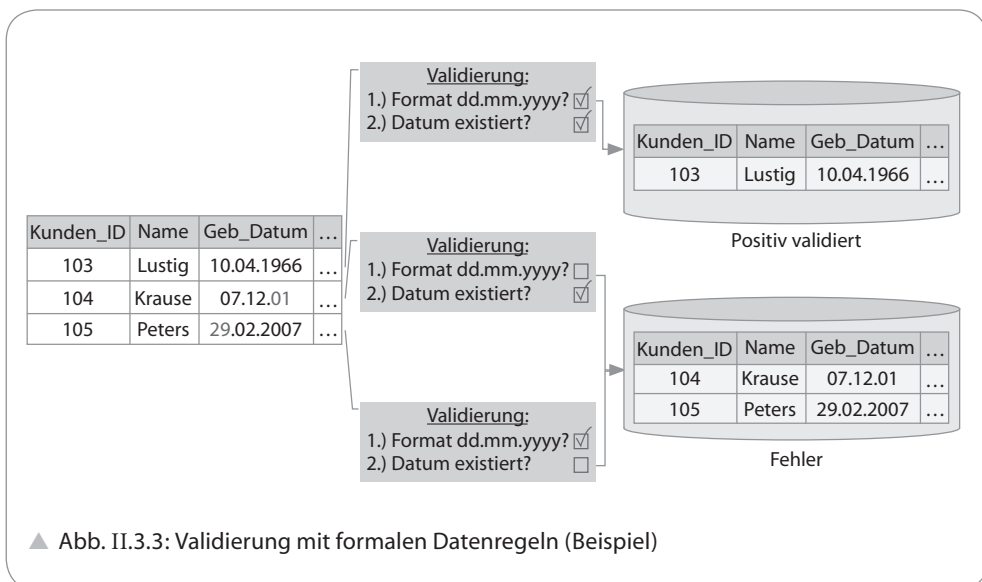 Validierung:
1.) Format dd.mm.yyyy? ☑
2.) Datum existiert? ☑
Kunden_ID Name Geb_Datum …
103 Lustig 10.04.1966 …
Positiv validiert
Kunden_ID Name Geb_Datum …
103 Lustig 10.04.1966 …
104 Krause 07.12.01 …
105 Peters 29.02.2007 …
Validierung:
1.) Format dd.mm.yyyy? ☐
2.) Datum existiert? ☑
Validierung:
1.) Format dd.mm.yyyy? ☑
2.) Datum existiert? ☐
Kunden_ID Name Geb_Datum …
104 Krause 07.12.01 …
105 Peters 29.02.2007 …
Fehler
▲ Abb. II.3.3: Validierung mit formalen Datenregeln (Beispiel)